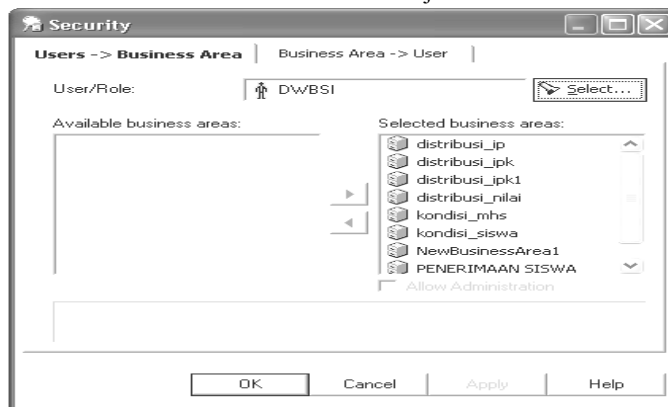 Security
Users -> Business Area
Business Area -> User
User/Role:
DWBSI
Select...
Available business areas:
Selected business areas:
distribusi_ip
distribusi_ipk
distribusi_ipk1
distribusi_nilai
kondisi_mhs
kondisi_siswa
NewBusinessArea1
PENERIMAAN SISWA
Allow Administration
OK
Cancel
Apply
Help